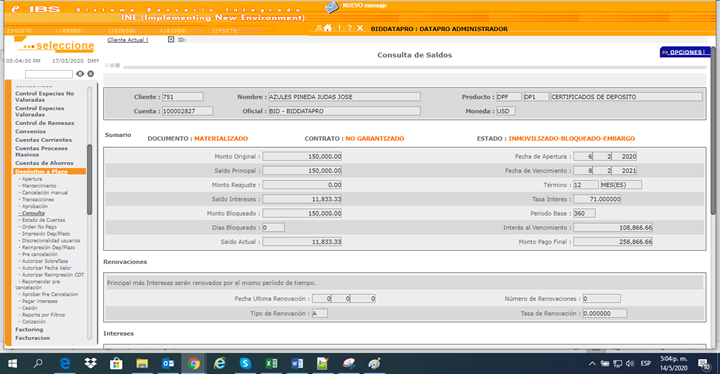 e IBS Sistema Bancario Integrado
INE (Implementing New Environment)
NUEVO mensaje
BIDDATAPRO : DATAPRO ADMINISTRADOR
...seleccione
Cliente Actual | ID:
05:04:30 PM 17/03/2020 DMY
Consulta de Saldos
>> OPCIONES |
Control Especies No Valoradas
Control Especies Valoradas
Control de Remesas
Convenios
Cuentas Corrientes
Cuentas Procesos Masivos
Cuentas de Ahorros
Depósitos a Plazo
- Apertura
- Mantenimiento
- Cancelación manual
- Transacciones
- Aprobación
- Consulta
- Estado de Cuentas
- Orden No Pago
- Impresión Dep/Plazo
- Discrecionalidad usuarios
- Reimpresión Dep/Plazo
- Pre cancelación
- Autorizar SobreTasa
- Autorizar Fecha Valor
- Autorizar Reimpresión CDT
- Recomendar pre cancelación
- Aprobar Pre Cancelacion
- Pagar intereses
- Cesión
- Reporte por Filtros
- Cotización
Factoring
Facturacion
Cliente : 751 Nombre : AZULES PINEDA JUDAS JOSE Producto : DPF DP1 CERTIFICADOS DE DEPOSITO
Cuenta : 100002827 Oficial : BID - BIDDATAPRO Moneda : USD
Sumario DOCUMENTO : MATERIALIZADO CONTRATO : NO GARANTIZADO ESTADO : INMOVILIZADO-BLOQUEADO-EMBARGO
Monto Original : 150,000.00 Fecha de Apertura : 6 2 2020
Saldo Principal : 150,000.00 Fecha de Vencimiento : 8 2 2021
Monto Reajuste : 0.00 Término : 12 MES(ES)
Saldo Intereses : 11,833.33 Tasa Interes : 71.000000
Monto Bloqueado : 150,000.00 Período Base : 360
Días Bloqueados : 0 Interés al Vencimiento : 108,866.66
Saldo Actual : 11,833.33 Monto Pago Final : 258,866.66
Renovaciones
Principal más Intereses serán renovados por el mismo período de tiempo.
Fecha Ultima Renovación : 0 0 0 Número de Renovaciones : 0
Tipo de Renovación : A Tasa de Renovación : 0.000000
Intereses
ESP
5:04 p. m.
14/5/2020